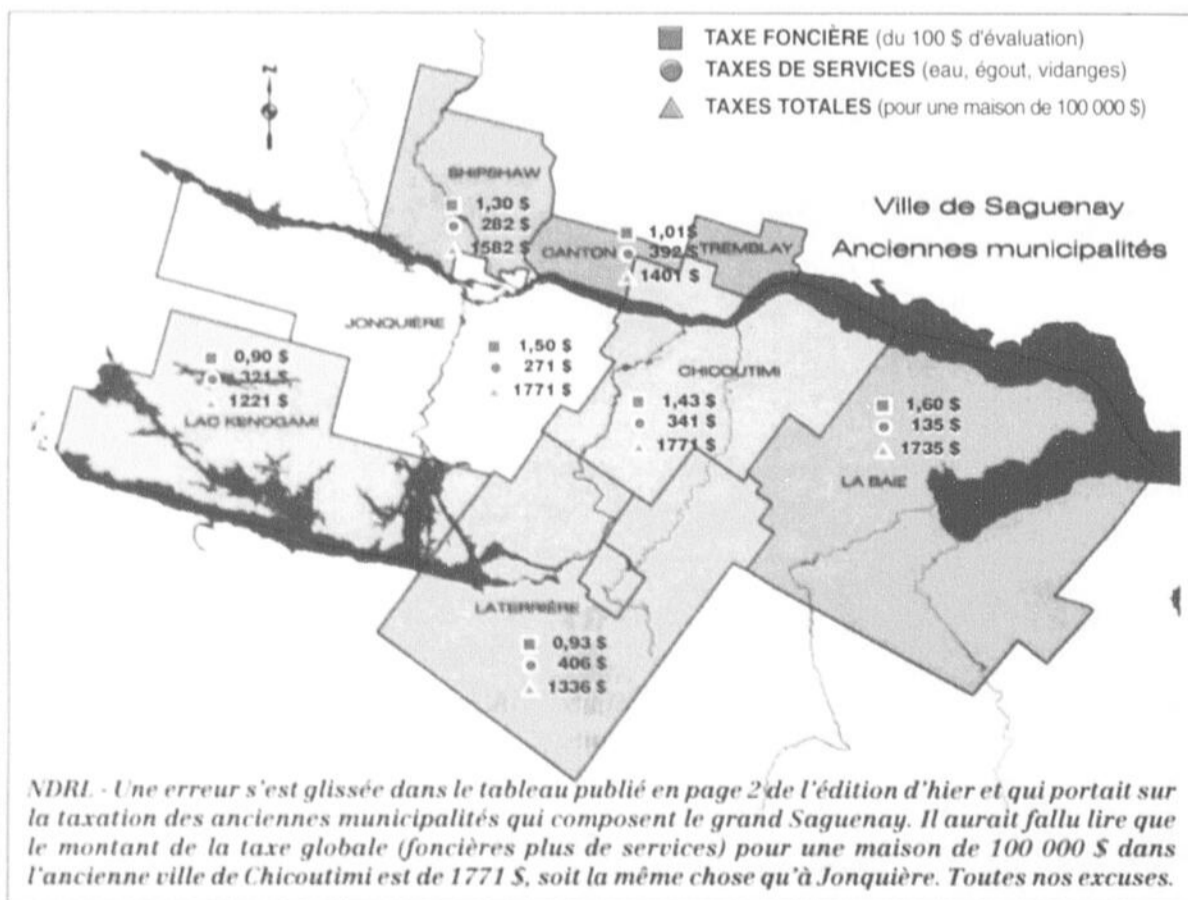 TAXE FONCIÈRE (du 100 $ d'évaluation)
TAXES DE SERVICES (eau, égout, vidanges)
TAXES TOTALES (pour une maison de 100 000 $)
N
Ville de Saguenay
Anciennes municipalités
SHIPSHAW
1,30 $
282 $
1582 $
CANTON TREMBLAY
1,01$
392 $
1401 $
JONQUIÈRE
1,50 $
271 $
1771 $
CHICOUTIMI
1,43 $
341 $
1771 $
1,60 $
135 $
1735 $
LA BAIE
0,90 $
321 $
1221 $
LAC KENOGAMI
LATERRIÈRE
0,93 $
406 $
1336 $
NDRL - Une erreur s'est glissée dans le tableau publié en page 2 de l'édition d'hier et qui portait sur
la taxation des anciennes municipalités qui composent le grand Saguenay. Il aurait fallu lire que
le montant de la taxe globale (foncières plus de services) pour une maison de 100 000 $ dans
l'ancienne ville de Chicoutimi est de 1771 $, soit la même chose qu'à Jonquière. Toutes nos excuses.